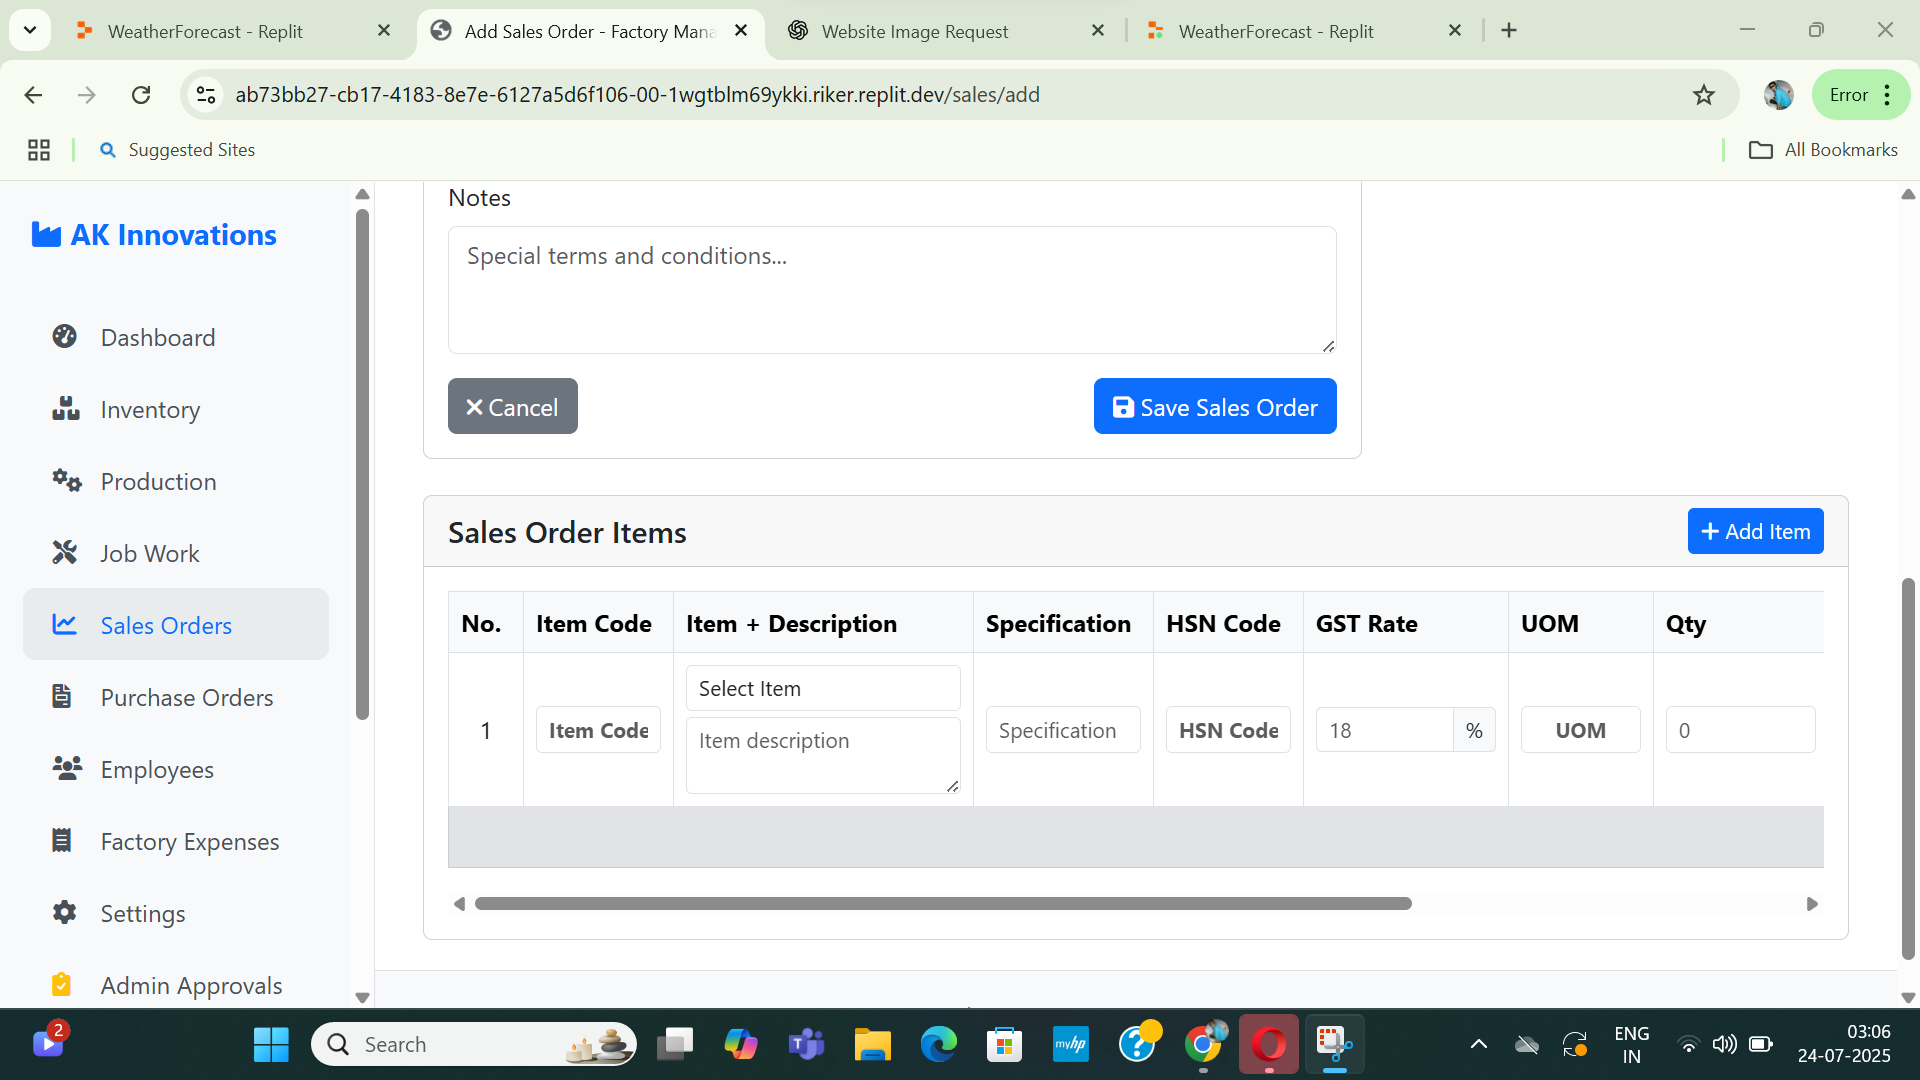 WeatherForecast - Replit
Add Sales Order - Factory Mana
Website Image Request
WeatherForecast - Replit
ab73bb27-cb17-4183-8e7e-6127a5d6f106-00-1wgtblm69ykki.riker.replit.dev/sales/add
Error
Suggested Sites
All Bookmarks
AK Innovations
Dashboard
Inventory
Production
Job Work
Sales Orders
Purchase Orders
Employees
Factory Expenses
Settings
Admin Approvals
Notes
Special terms and conditions...
Cancel
Save Sales Order
Sales Order Items
Add Item
No. Item Code Item + Description Specification HSN Code GST Rate UOM Qty
Select Item
1 Item Code Item description Specification HSN Code 18 % UOM 0
2
Search
myhp
ENG
IN
03:06
24-07-2025